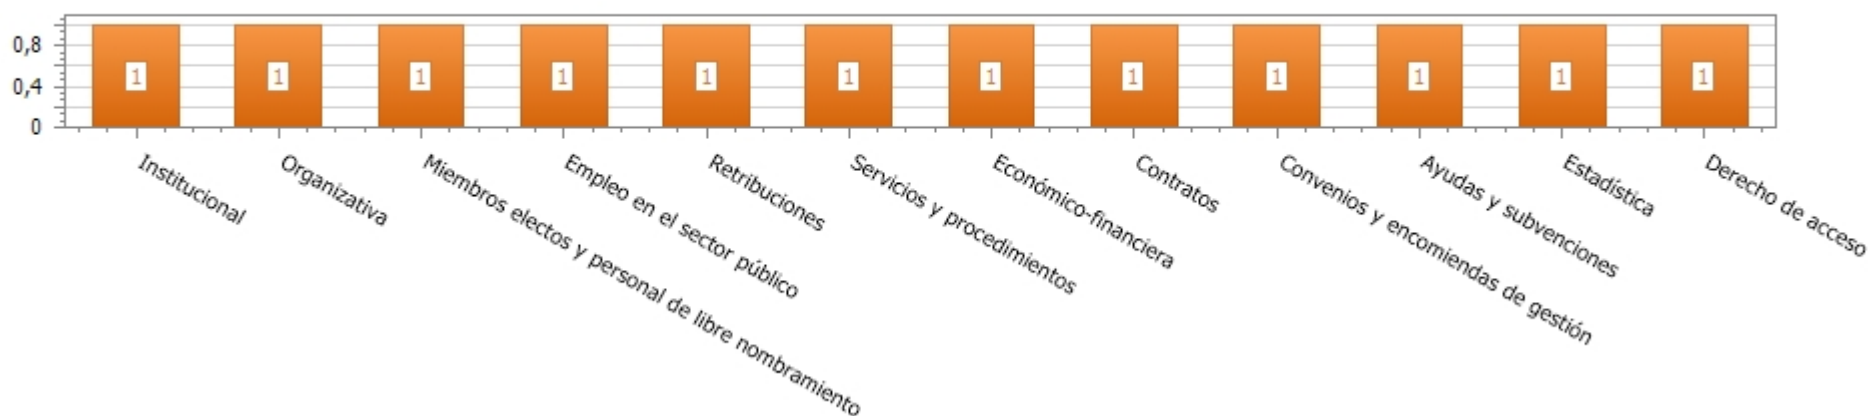 0,8
0,4
0
1
1
1
1
1
1
1
1
1
1
1
1
Institucional
Organizativa
Miembros electos y personal de libre nombramiento
Empleo en el sector público
Retribuciones
Servicios y procedimientos
Económico-financiera
Contratos
Convenios y encomiendas de gestión
Ayudas y subvenciones
Estadística
Derecho de acceso